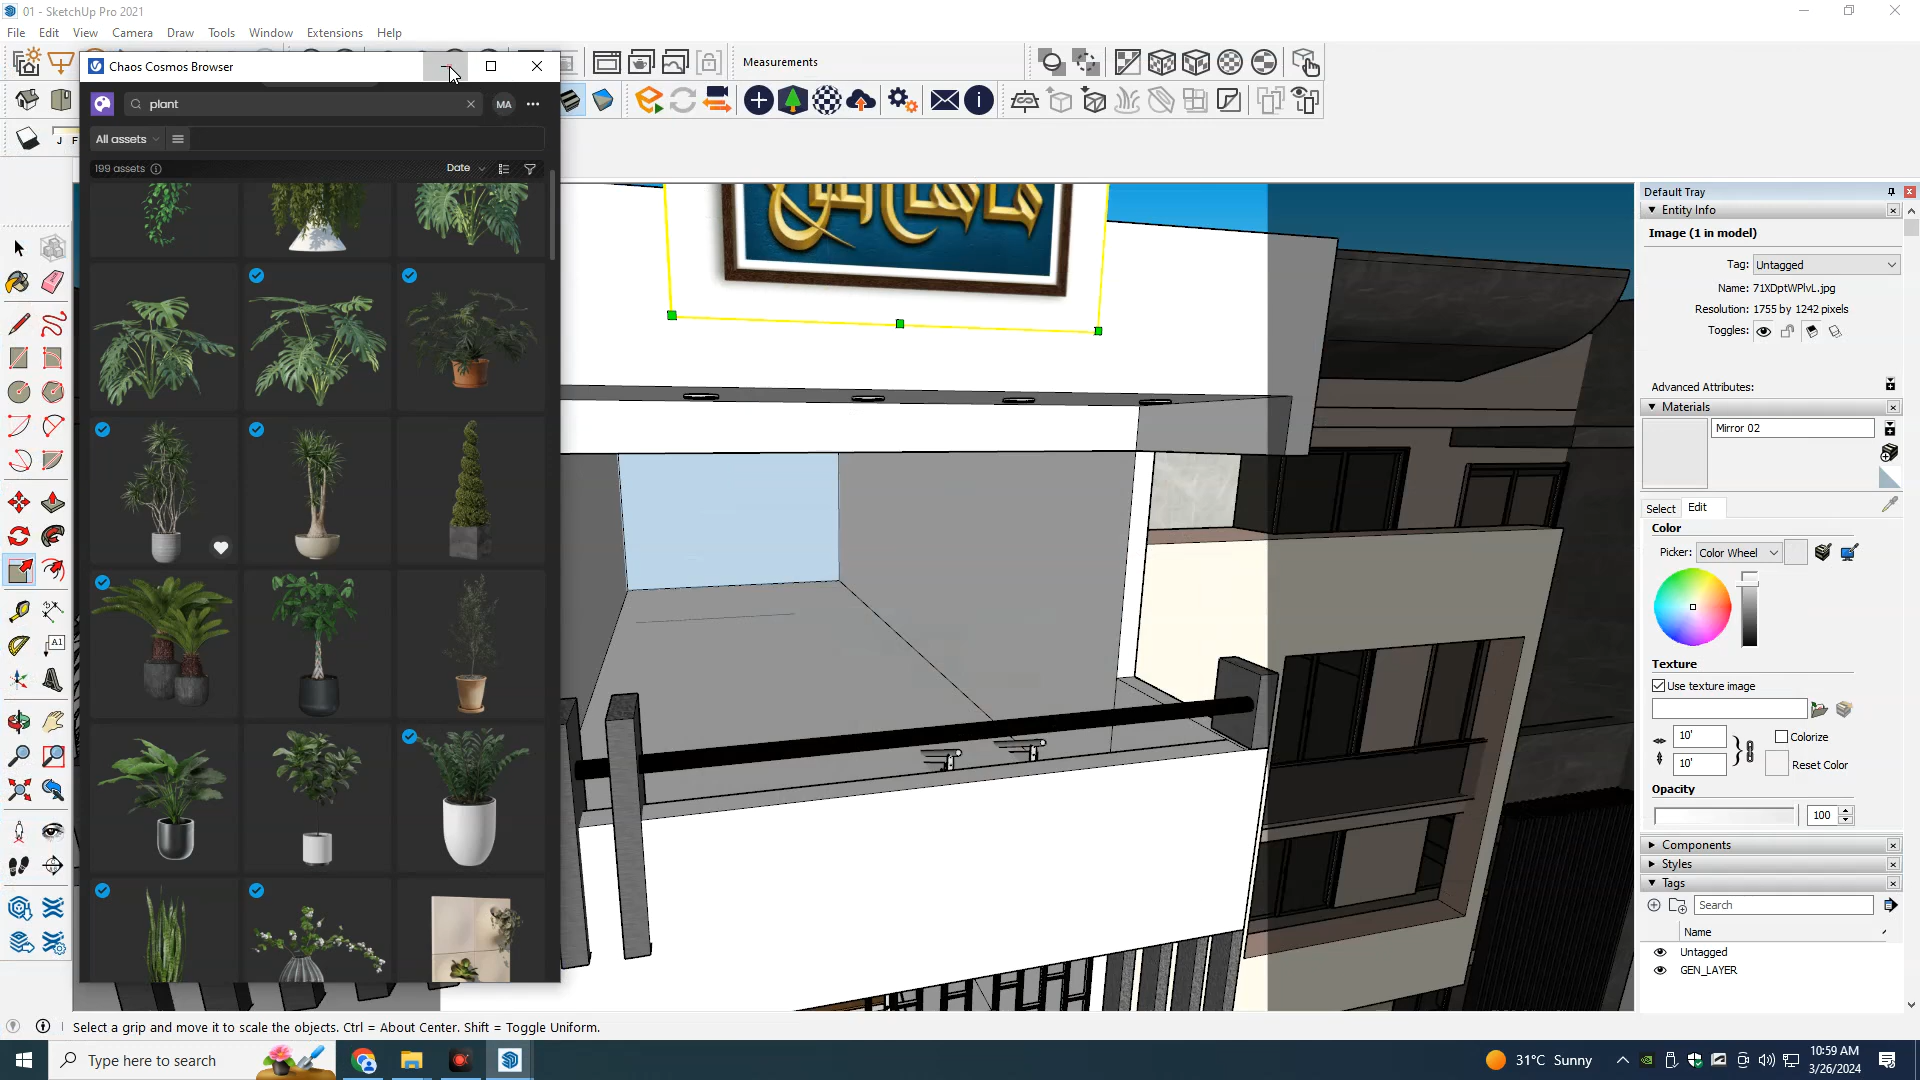 01 - SketchUp Pro 2021
File Edit View Camera Draw Tools Window Extensions Help
Chaos Cosmos Browser
Measurements
plant
MA
All assets
199 assets
Date
J F
A1
Default Tray
Entity Info
Image (1 in model)
Tag: Untagged
Name: 71XDptWPlvL.jpg
Resolution: 1755 by 1242 pixels
Toggles:
Advanced Attributes:
Materials
Mirror 02
Select Edit
Color
Picker: Color Wheel
Texture
Use texture image
10' Colorize
10' Reset Color
Opacity
100
Components
Styles
Tags
Search
Name
Untagged
GEN_LAYER
Select a grip and move it to scale the objects. Ctrl = About Center. Shift = Toggle Uniform.
Type here to search
31°C Sunny
10:59 AM
3/26/2024